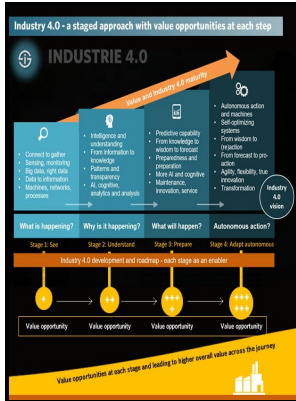 Industry 4.0 - a staged approach with value opportunities at each step
INDUSTRIE 4.0
Value and Industry 4.0 maturity
Connect to gather
Sensing, monitoring
Big data, right data
Data to information
Machines, networks,
processes
Intelligence and
understanding
From information to
knowledge
Patterns and
transparency
AI, cognitive,
analytics and analysis
Predictive capability
From knowledge to
wisdom to forecast
Preparedness and
preparation
More AI and cognitive
Maintenance,
innovation, service
Autonomous action
and machines
Self-optimizing
systems
From wisdom to
(re)action
From forecast to pro-
action
Agility, flexibility, true
innovation
Transformation
Industry
4.0
vision
What is happening?
Why is it happening?
What will happen?
Autonomous action?
Stage 1: See
Stage 2: Understand
Stage 3: Prepare
Stage 4: Adapt autonomous
Industry 4.0 development and roadmap - each stage as an enabler
+
++
+++
+
+++
+++
Value opportunity
Value opportunity
Value opportunity
Value opportunity
Value opportunities at each stage and leading to higher overall value across the journey